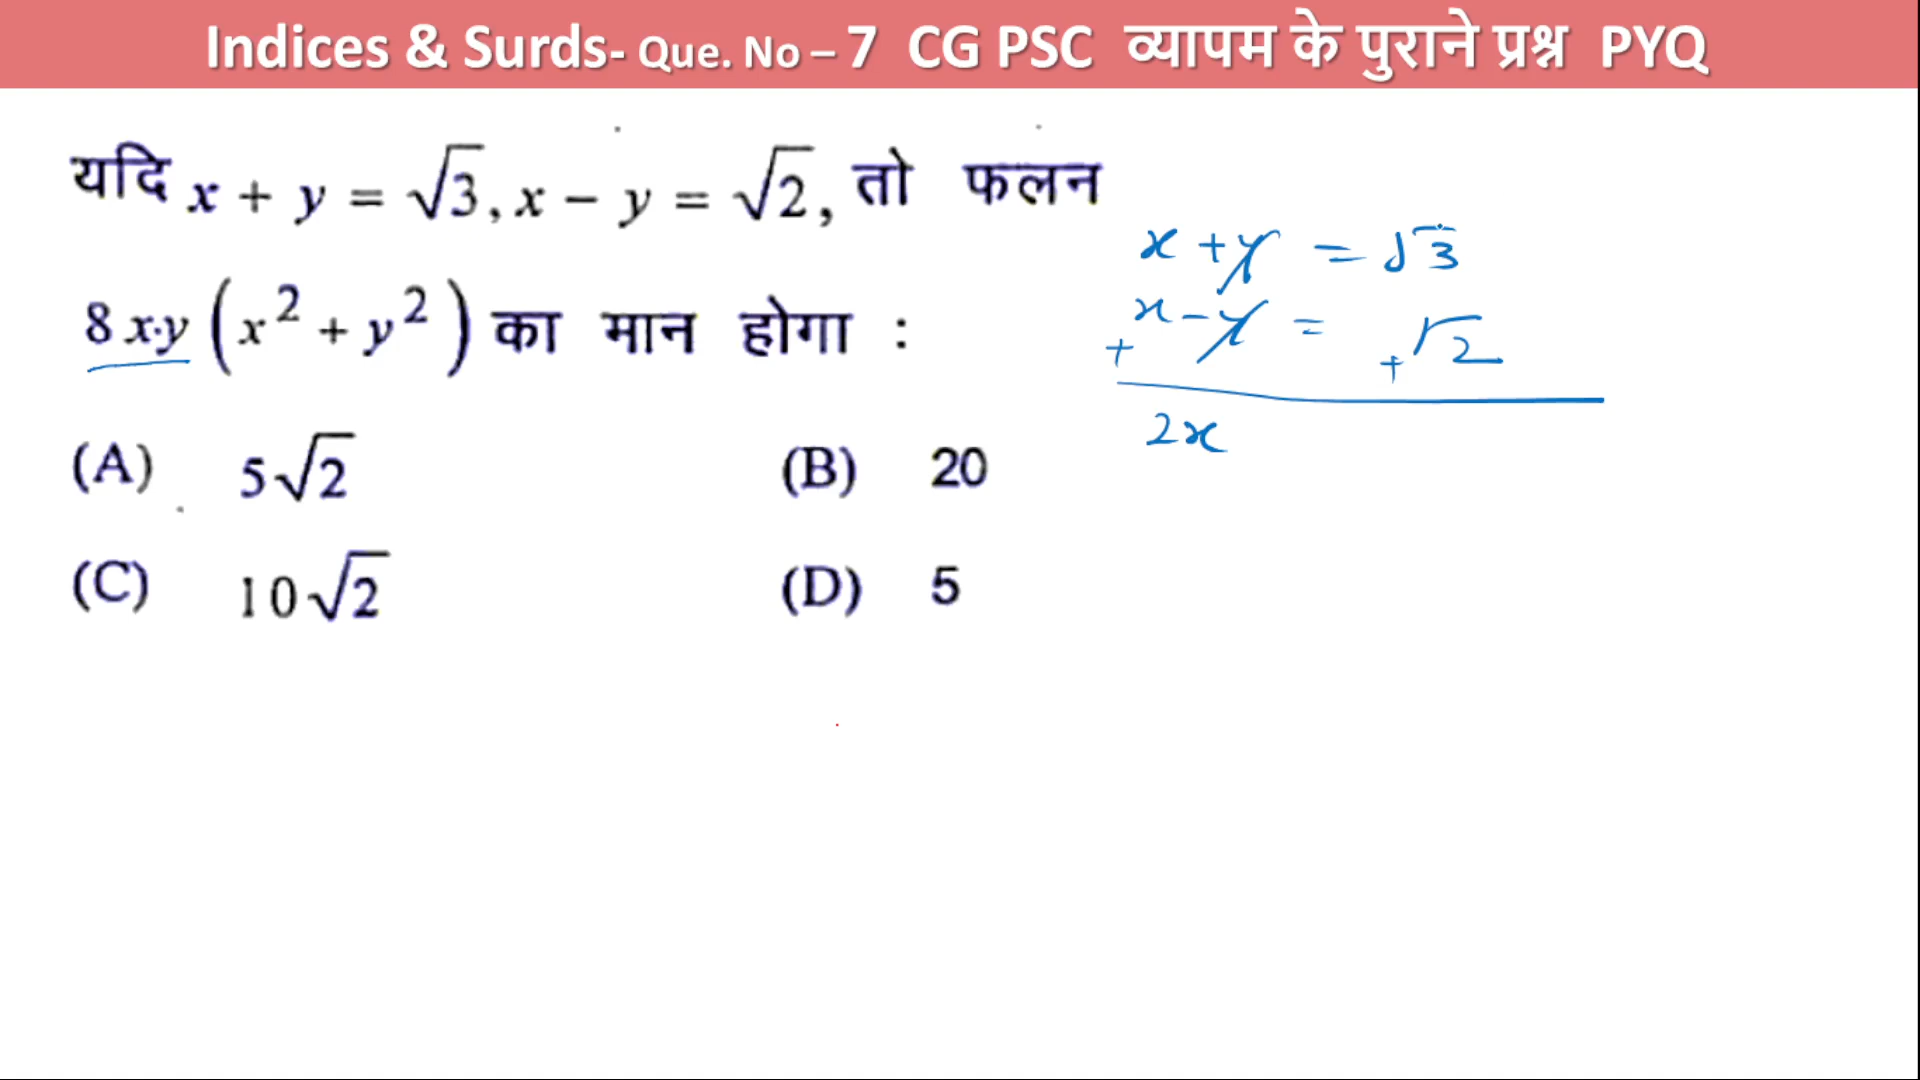 Indices & Surds- Que. No – 7 CG PSC व्यापम के पुराने प्रश्न PYQ
यदि x + y = √3, x − y = √2, तो फलन
8 x·y (x² + y²) का मान होगा :
(A) 5√2 (B) 20
(C) 10√2 (D) 5
x + y = √3
+ x − y = +√2
2x